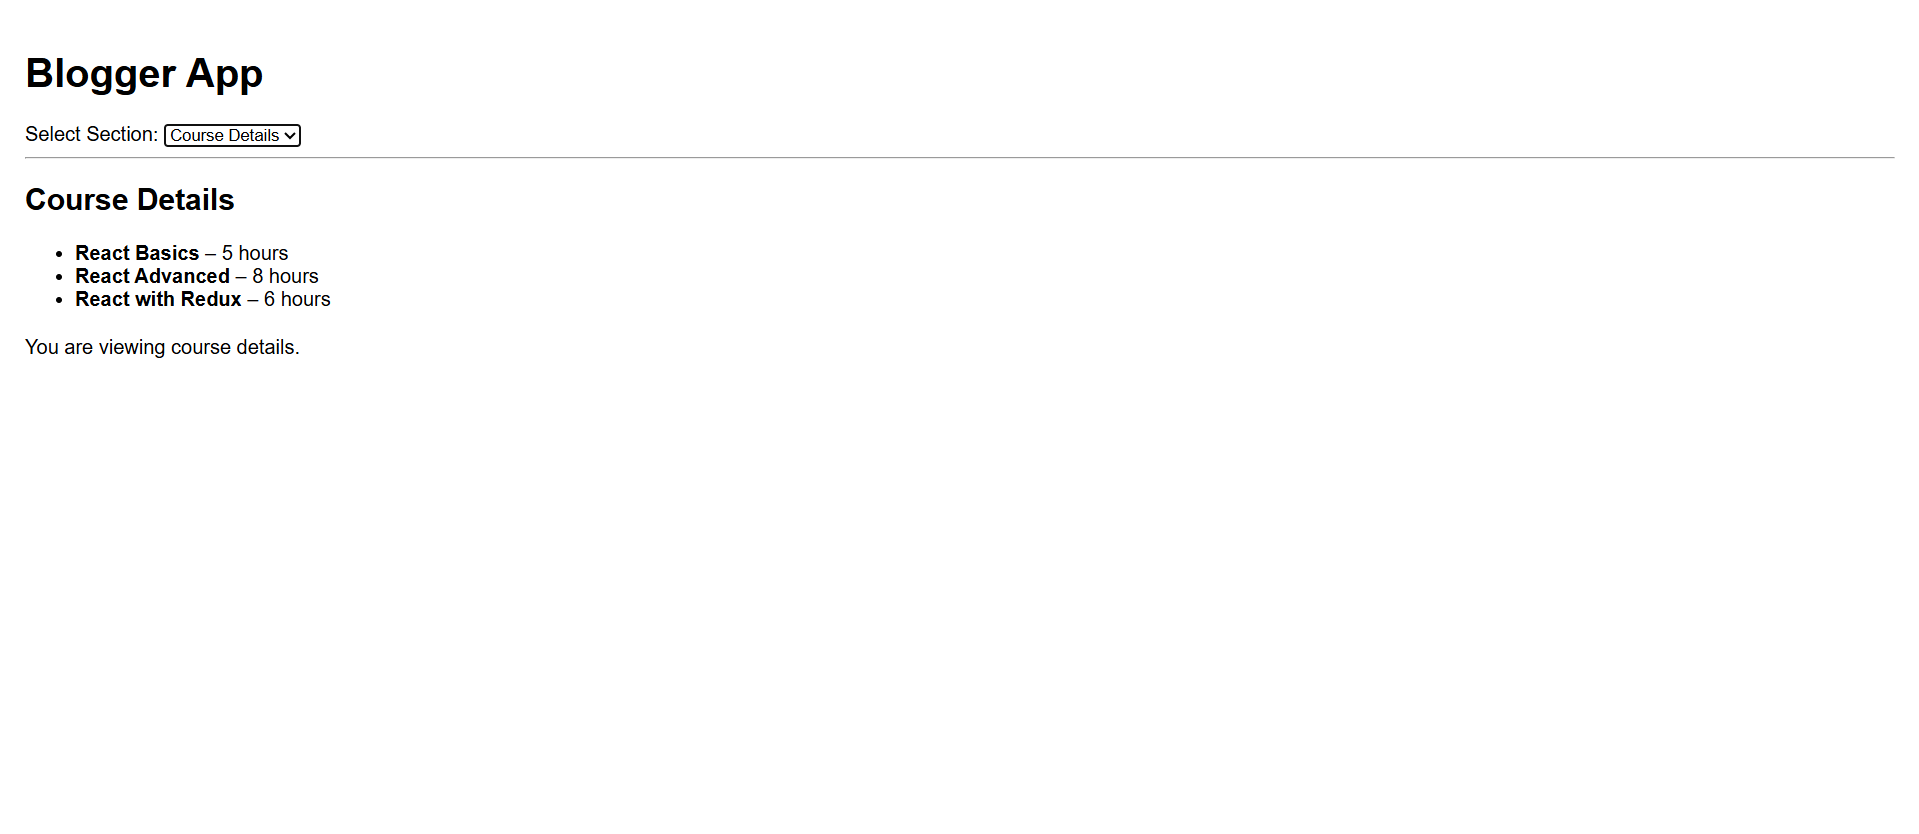 Blogger App
Select Section: Course Details
Course Details
• React Basics – 5 hours
• React Advanced – 8 hours
• React with Redux – 6 hours
You are viewing course details.